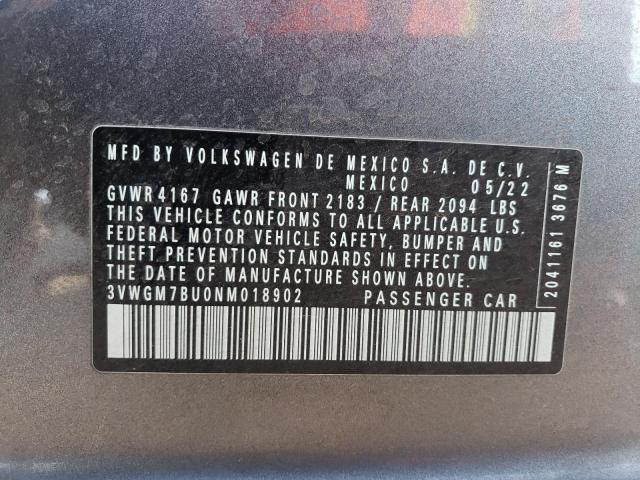 MFD BY VOLKSWAGEN DE MEXICO S.A. DE C.V.
MEXICO 05/22
GVWR 4167 GAWR FRONT 2183 / REAR 2094 LBS
THIS VEHICLE CONFORMS TO ALL APPLICABLE U.S.
FEDERAL MOTOR VEHICLE SAFETY, BUMPER AND
THEFT PREVENTION STANDARDS IN EFFECT ON THE
DATE OF MANUFACTURE SHOWN ABOVE.
3VWGM7BU0NM018902 PASSENGER CAR
2041161 3676 M